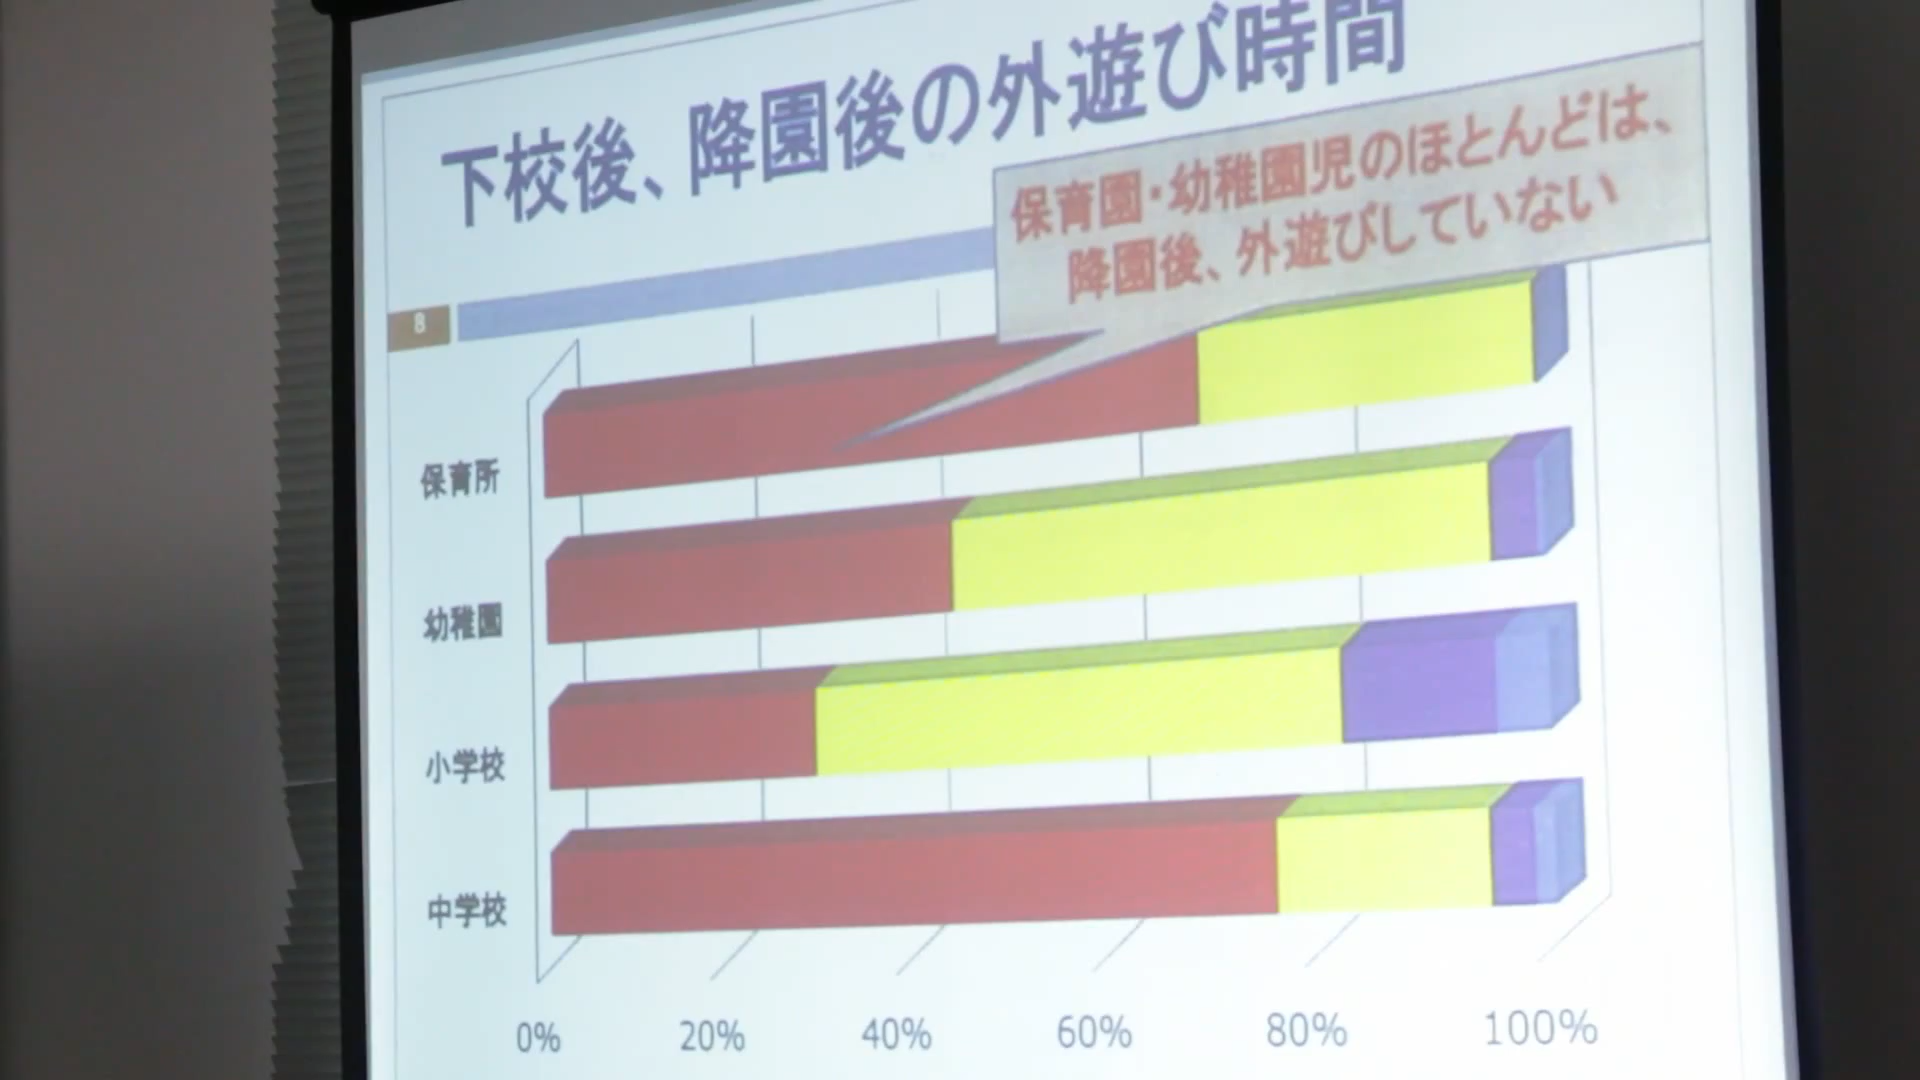 下校後、降園後の外遊び時間
保育園・幼稚園児のほとんどは、
降園後、外遊びしていない
8
保育所
幼稚園
小学校
中学校
0% 20% 40% 60% 80% 100%